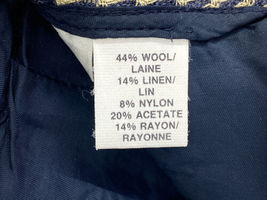 44% WOOL/
LAINE
14% LINEN/
LIN
8% NYLON
20% ACETATE
14% RAYON/
RAYONNE